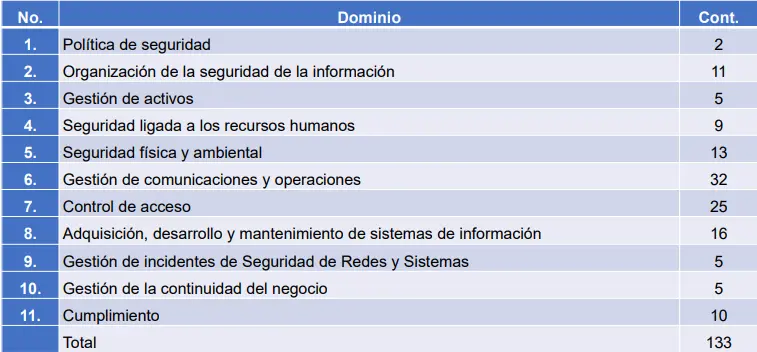 No. Dominio Cont.
1. Política de seguridad 2
2. Organización de la seguridad de la información 11
3. Gestión de activos 5
4. Seguridad ligada a los recursos humanos 9
5. Seguridad física y ambiental 13
6. Gestión de comunicaciones y operaciones 32
7. Control de acceso 25
8. Adquisición, desarrollo y mantenimiento de sistemas de información 16
9. Gestión de incidentes de Seguridad de Redes y Sistemas 5
10. Gestión de la continuidad del negocio 5
11. Cumplimiento 10
Total 133